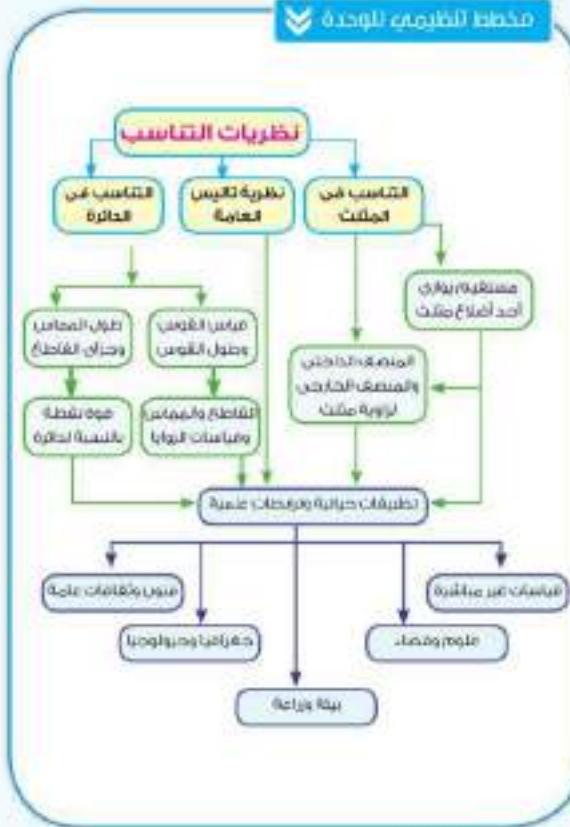 مخطط تنظيمي للوحدة
نظريات التناسب
التناسب في
المثلث
نظرية تاليس
العامة
التناسب في
الدائرة
مستقيم يوازي
أحد أضلاع مثلث
المنصف الداخلي
والمنصف الخارجي
لزاوية مثلث
قياس القوس
وطول القوس
طول المماس
وجزأى القاطع
القاطع والمماس
وقياسات الزوايا
قوة نقطة
بالنسبة لدائرة
تطبيقات حياتية وترابطات علمية
قياسات غير مباشرة
فنون وثقافات عامة
علوم وفضاء
جغرافيا وجيولوجيا
بيئة وزراعة